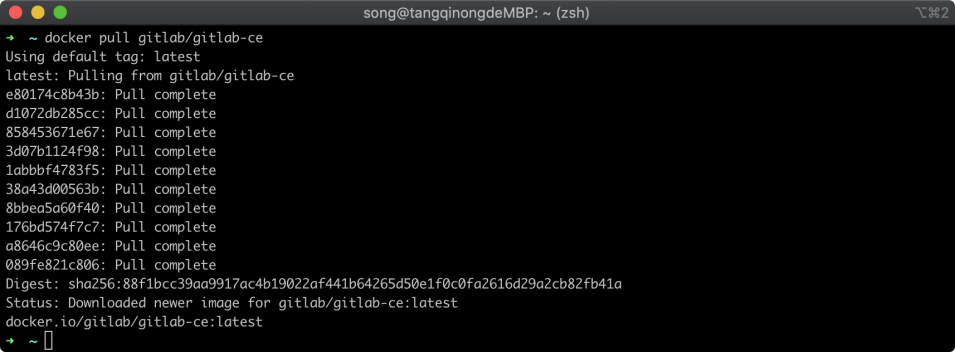 song@tangqinongdeMBP: ~ (zsh)
⌥⌘2
➜ ~ docker pull gitlab/gitlab-ce
Using default tag: latest
latest: Pulling from gitlab/gitlab-ce
e80174c8b43b: Pull complete
d1072db285cc: Pull complete
858453671e67: Pull complete
3d07b1124f98: Pull complete
1abbbf4783f5: Pull complete
38a43d00563b: Pull complete
8bbea5a60f40: Pull complete
176bd574f7c7: Pull complete
a8646c9c80ee: Pull complete
089fe821c806: Pull complete
Digest: sha256:88f1bcc39aa9917ac4b19022af441b64265d50e1f0c0fa2616d29a2cb82fb41a
Status: Downloaded newer image for gitlab/gitlab-ce:latest
docker.io/gitlab/gitlab-ce:latest
➜ ~